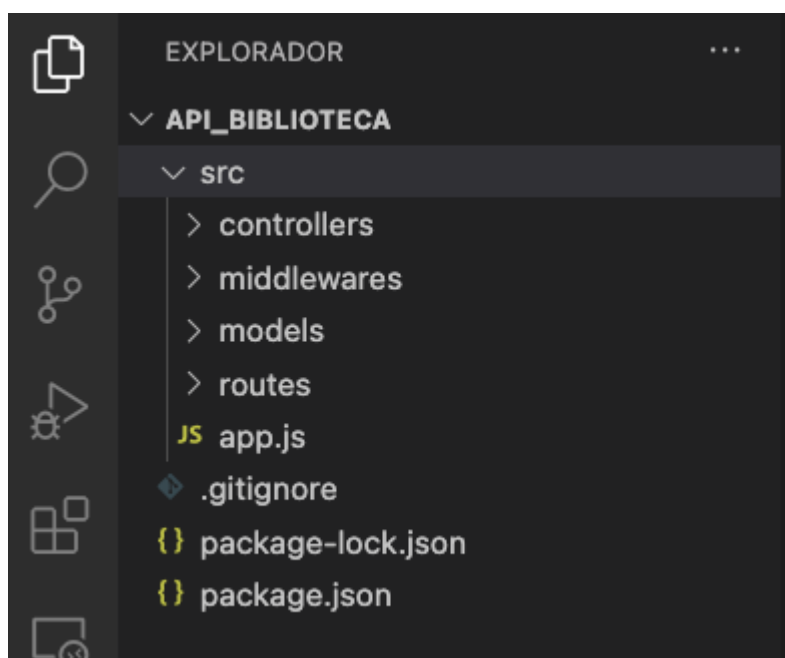 EXPLORADOR ...
API_BIBLIOTECA
src
controllers
middlewares
models
routes
JS app.js
.gitignore
{} package-lock.json
{} package.json